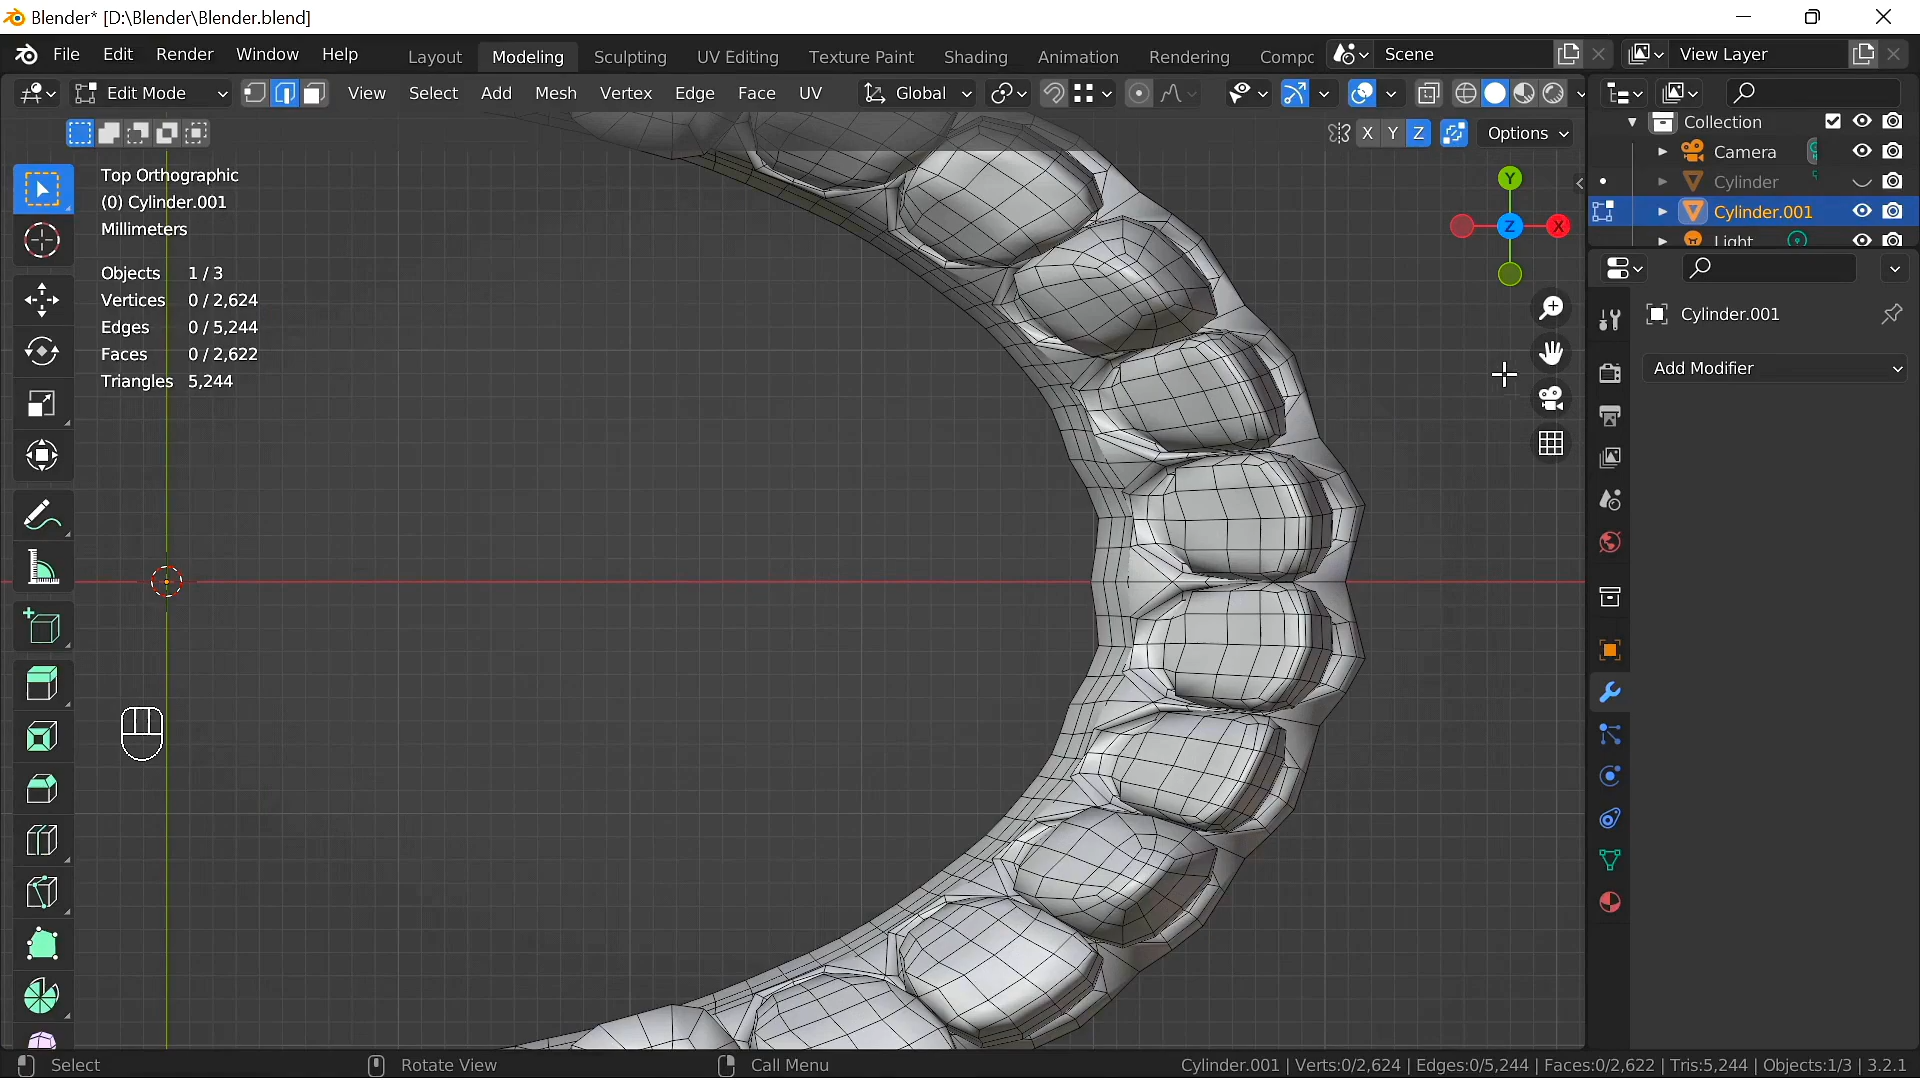 Blender* [D:\Blender\Blender.blend]
File Edit Render Window Help Layout Modeling Sculpting UV Editing Texture Paint Shading Animation Rendering Compc Scene View Layer
Edit Mode View Select Add Mesh Vertex Edge Face UV Global
X Y Z Options
Collection
Camera
Cylinder
Cylinder.001
Light
Top Orthographic
(0) Cylinder.001
Millimeters
Objects 1 / 3
Vertices 0 / 2,624
Edges 0 / 5,244
Faces 0 / 2,622
Triangles 5,244
Y
Z
X
Cylinder.001
Add Modifier
Select Rotate View Call Menu Cylinder.001 | Verts:0/2,624 | Edges:0/5,244 | Faces:0/2,622 | Tris:5,244 | Objects:1/3 | 3.2.1